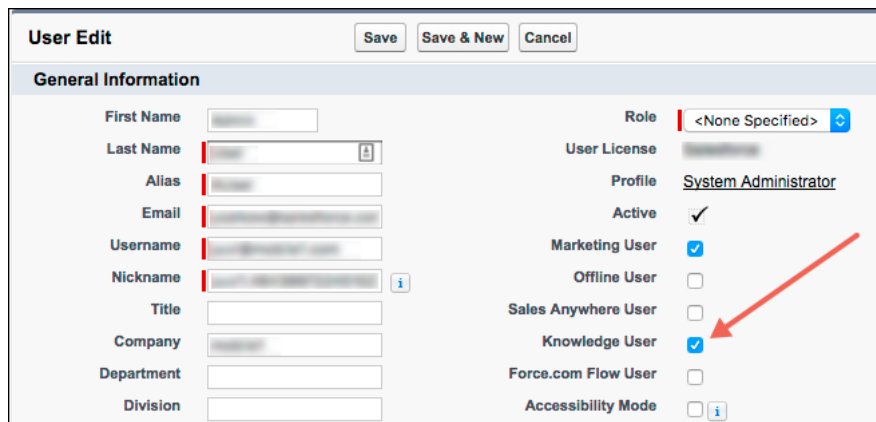 User Edit
Save
Save & New
Cancel
General Information
First Name
Role
<None Specified>
Last Name
User License
Alias
Profile
System Administrator
Email
Active
Username
Marketing User
Nickname
i
Offline User
Title
Sales Anywhere User
Company
Knowledge User
Department
Force.com Flow User
Division
Accessibility Mode
i